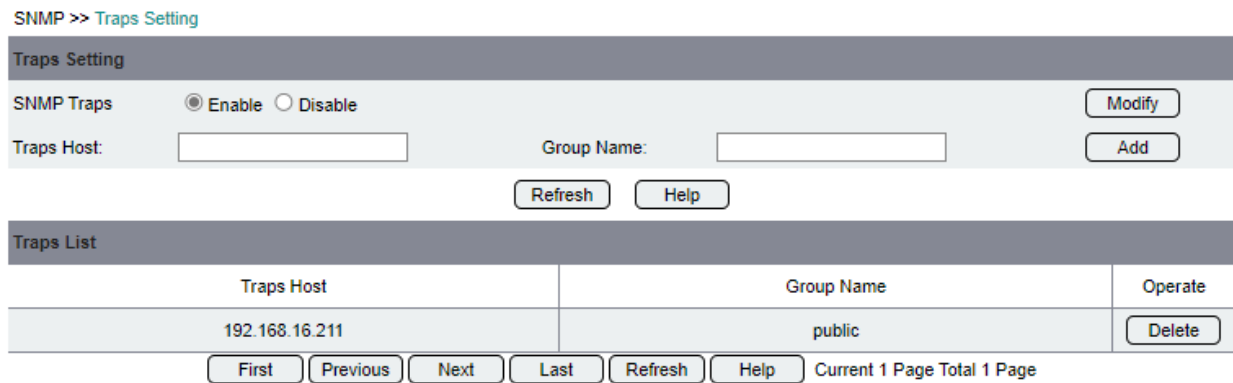 SNMP >> Traps Setting
Traps Setting
SNMP Traps Enable Disable Modify
Traps Host: Group Name: Add
Refresh Help
Traps List
Traps Host Group Name Operate
192.168.16.211 public Delete
First Previous Next Last Refresh Help Current 1 Page Total 1 Page